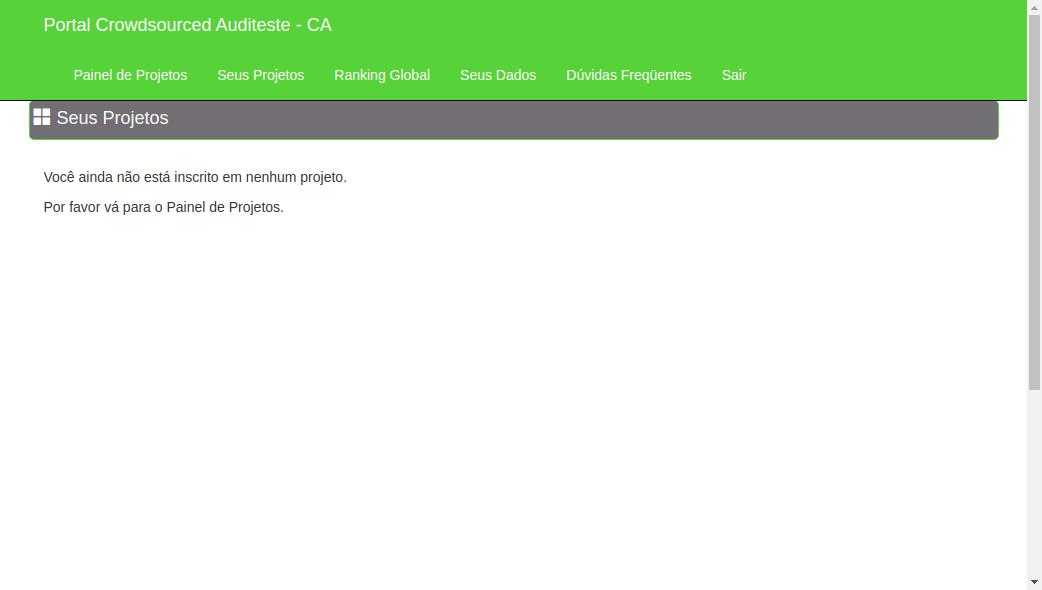 Portal Crowdsourced Auditeste - CA
Painel de Projetos Seus Projetos Ranking Global Seus Dados Dúvidas Freqüentes Sair
Seus Projetos
Você ainda não está inscrito em nenhum projeto.
Por favor vá para o Painel de Projetos.